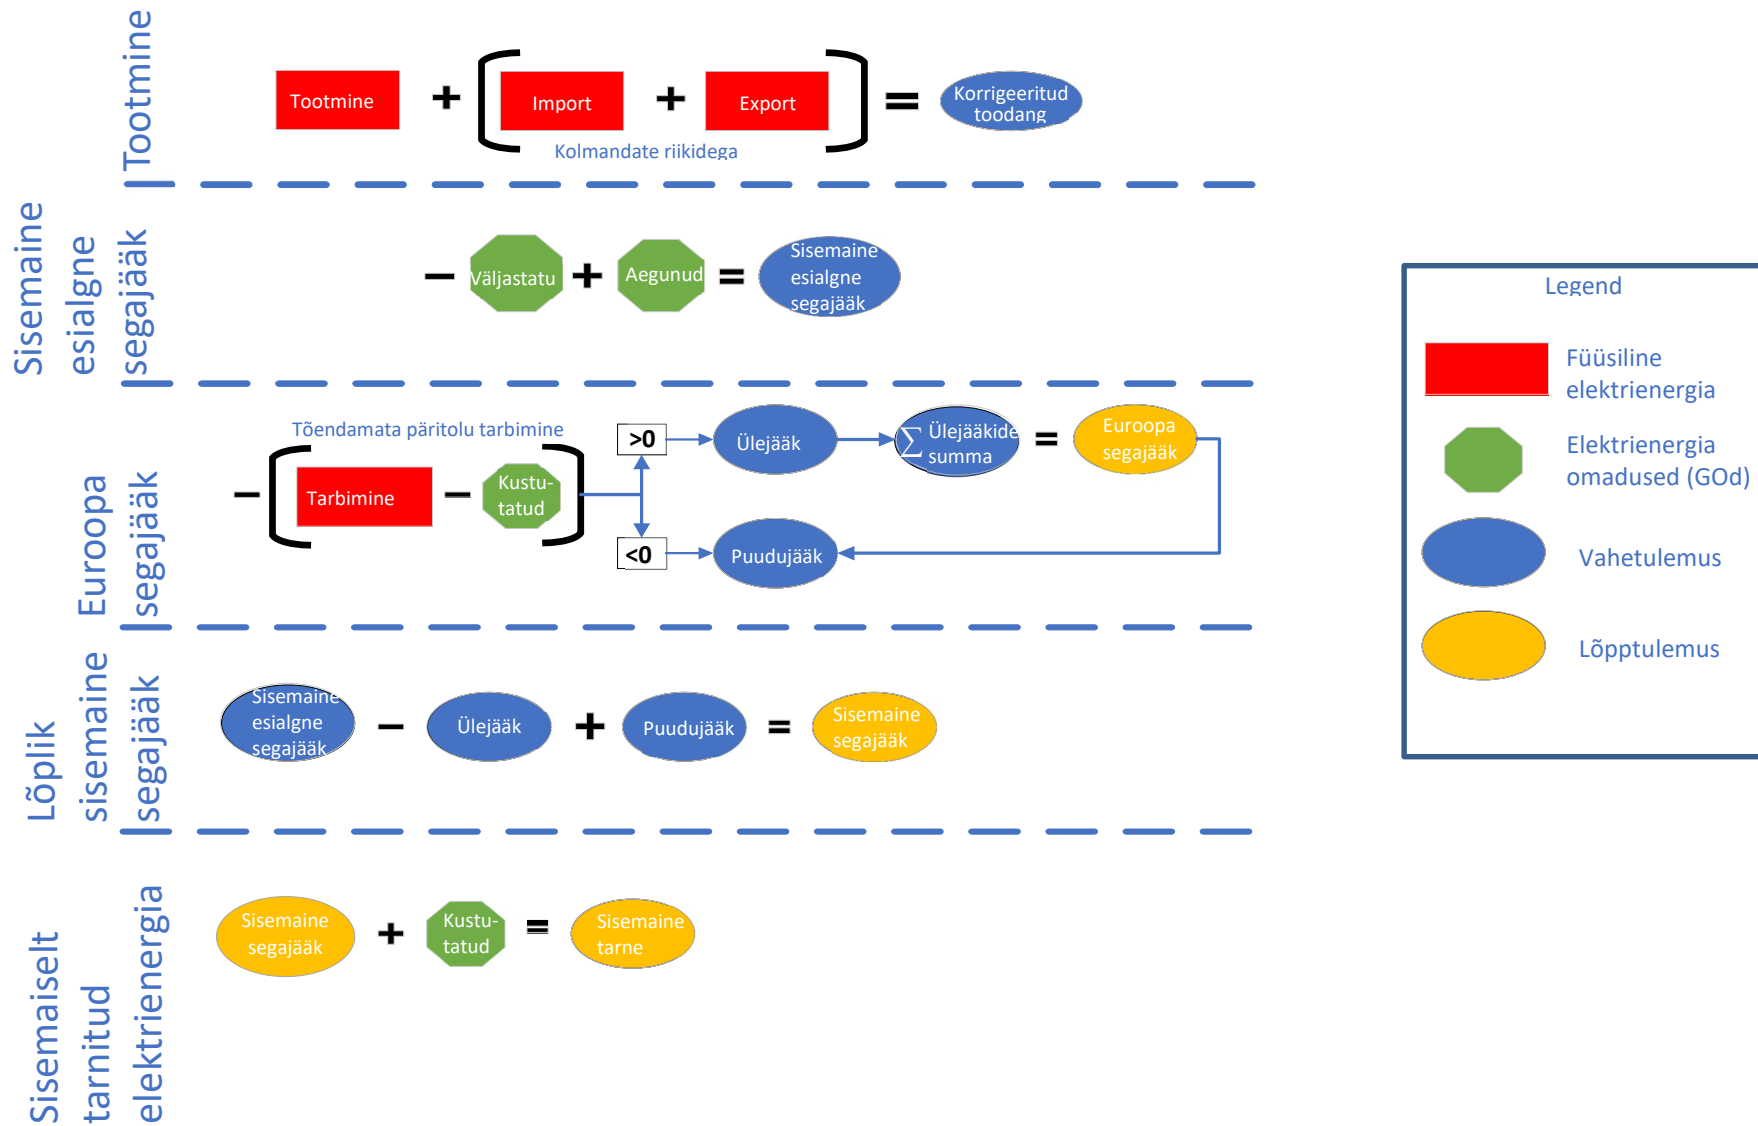 Tootmine
Tootmine
+
Import
+
Export
=
Korrigeeritud
toodang
Kolmandate riikidega
Sisemaine
esialgne
segajääk
–
Väljastatu
+
Aegunud
=
Sisemaine
esialgne
segajääk
Euroopa
segajääk
Tõendamata päritolu tarbimine
–
Tarbimine
–
Kustu-
tatud
>0
Ülejääk
∑ Ülejääkide
summa
=
Euroopa
segajääk
<0
Puudujääk
Lõplik
sisemaine
segajääk
Sisemaine
esialgne
segajääk
–
Ülejääk
+
Puudujääk
=
Sisemaine
segajääk
Sisemaiselt
tarnitud
elektrienergia
Sisemaine
segajääk
+
Kustu-
tatud
=
Sisemaine
tarne
Legend
Füüsiline
elektrienergia
Elektrienergia
omadused (GOd)
Vahetulemus
Lõpptulemus